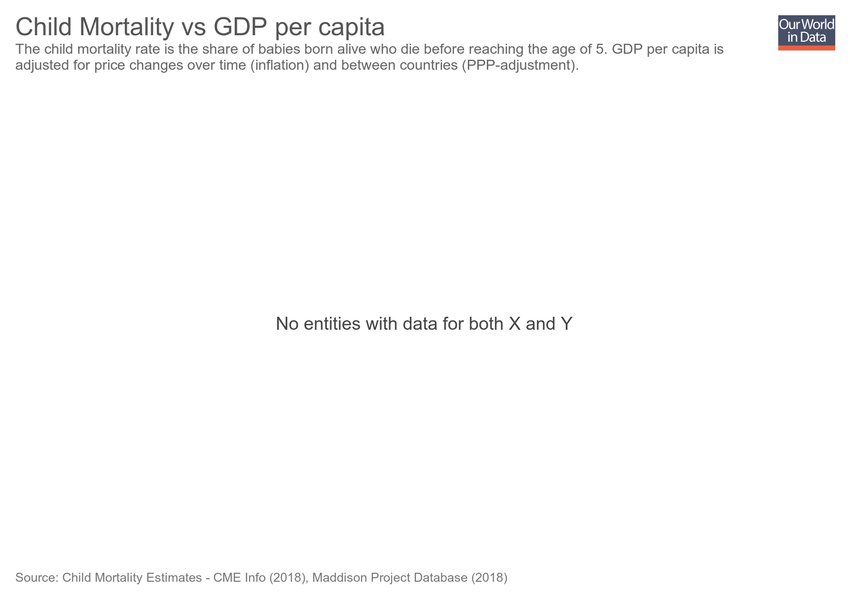 Child Mortality vs GDP per capita
The child mortality rate is the share of babies born alive who die before reaching the age of 5. GDP per capita is
adjusted for price changes over time (inflation) and between countries (PPP-adjustment).
Our World
in Data
No entities with data for both X and Y
Source: Child Mortality Estimates - CME Info (2018), Maddison Project Database (2018)